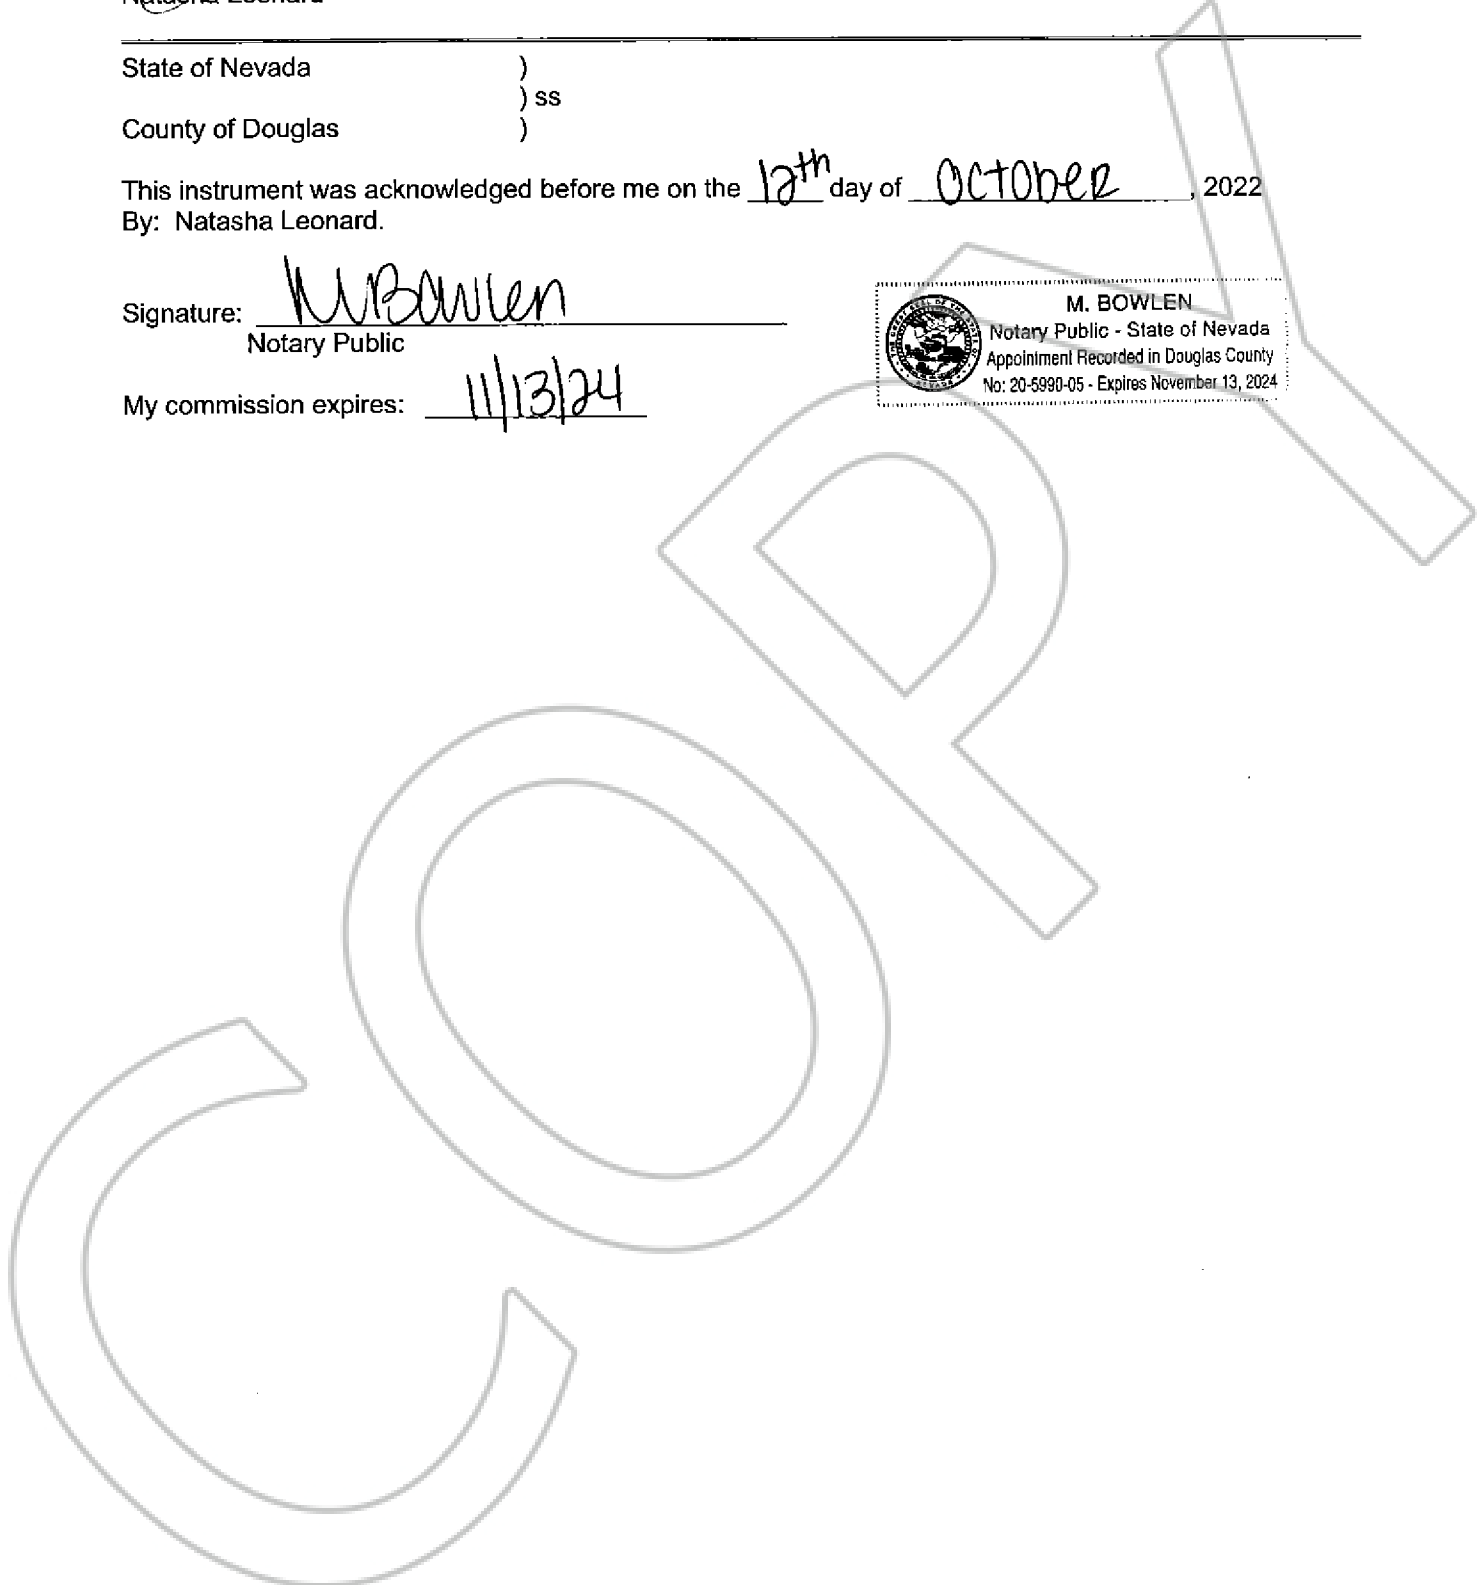 Natasha Leonard
State of Nevada )
) ss
County of Douglas )
This instrument was acknowledged before me on the 12th day of October, 2022
By: Natasha Leonard.
Signature: MBowlen
Notary Public
My commission expires: 11/13/24
M. BOWLEN
Notary Public - State of Nevada
Appointment Recorded in Douglas County
No: 20-5990-05 - Expires November 13, 2024
COPY